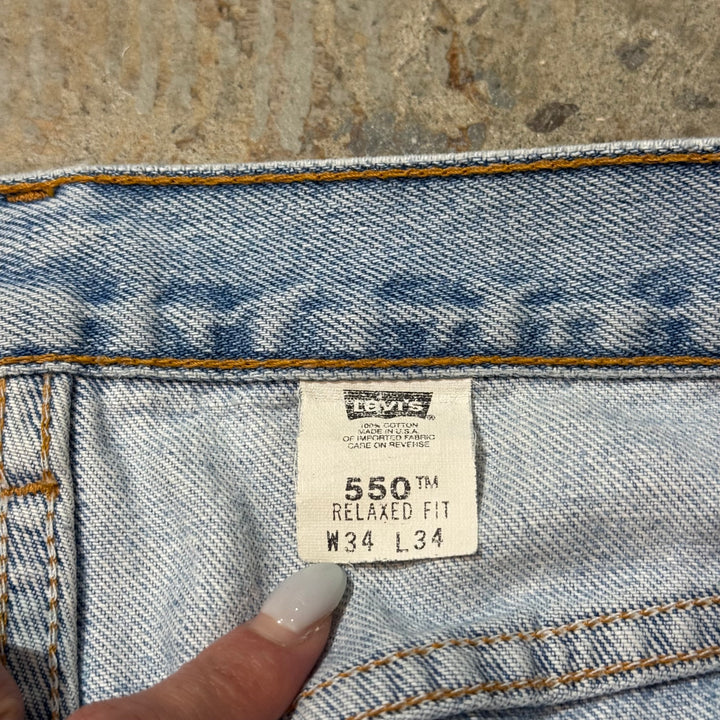 Levi's ®
100% COTTON
MADE IN U.S.A.
OF IMPORTED FABRIC
CARE ON REVERSE
550™
RELAXED FIT
W34 L34